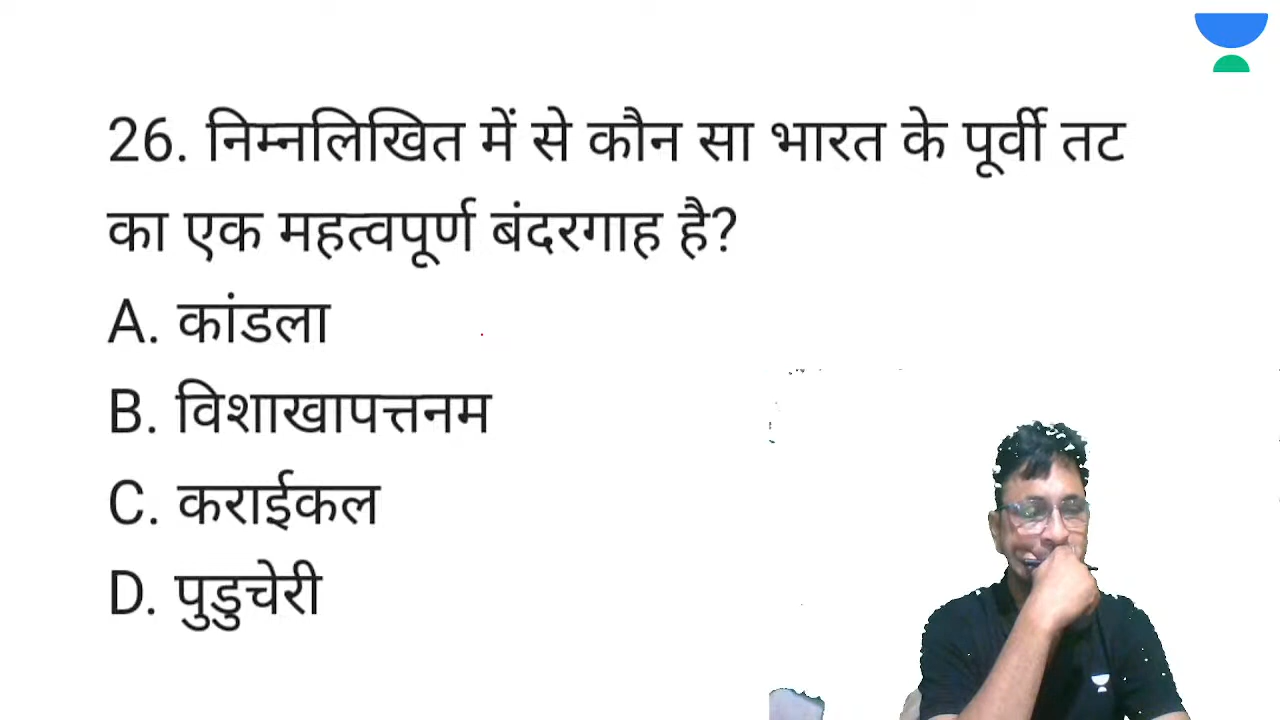 26. निम्नलिखित में से कौन सा भारत के पूर्वी तट
का एक महत्वपूर्ण बंदरगाह है?
A. कांडला
B. विशाखापत्तनम
C. कराईकल
D. पुडुचेरी